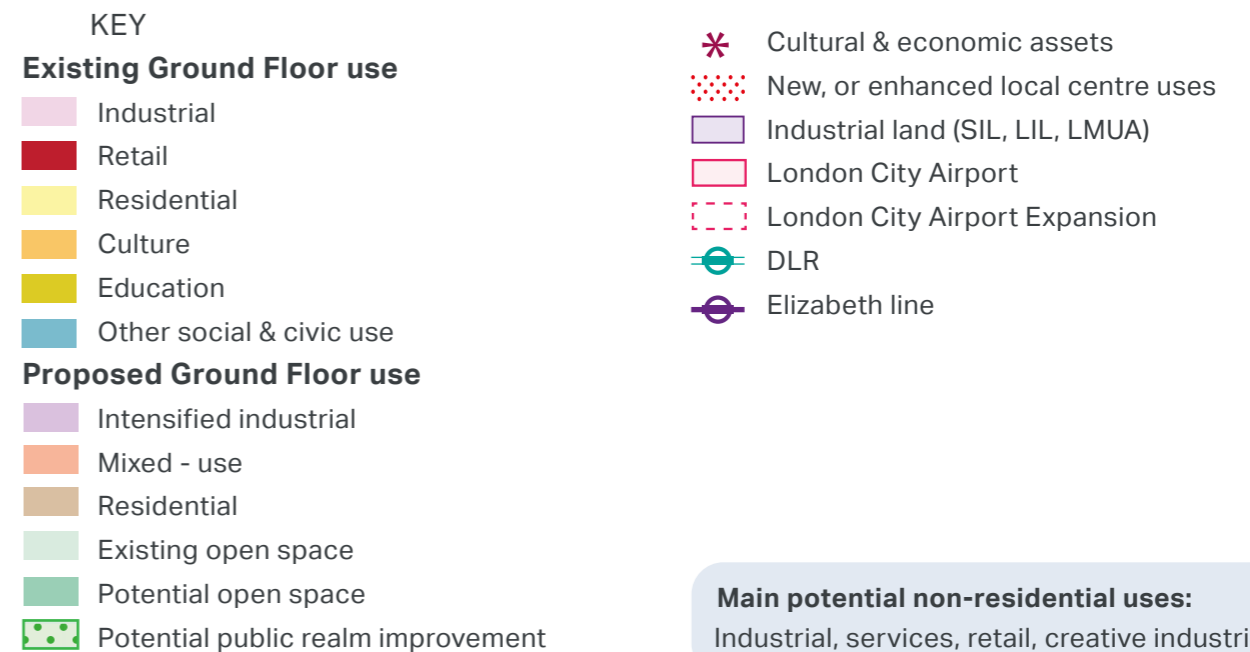 KEY
Existing Ground Floor use
Industrial
Retail
Residential
Culture
Education
Other social & civic use
Proposed Ground Floor use
Intensified industrial
Mixed - use
Residential
Existing open space
Potential open space
Potential public realm improvement
Cultural & economic assets
New, or enhanced local centre uses
Industrial land (SIL, LIL, LMUA)
London City Airport
London City Airport Expansion
DLR
Elizabeth line
Main potential non-residential uses:
Industrial, services, retail, creative